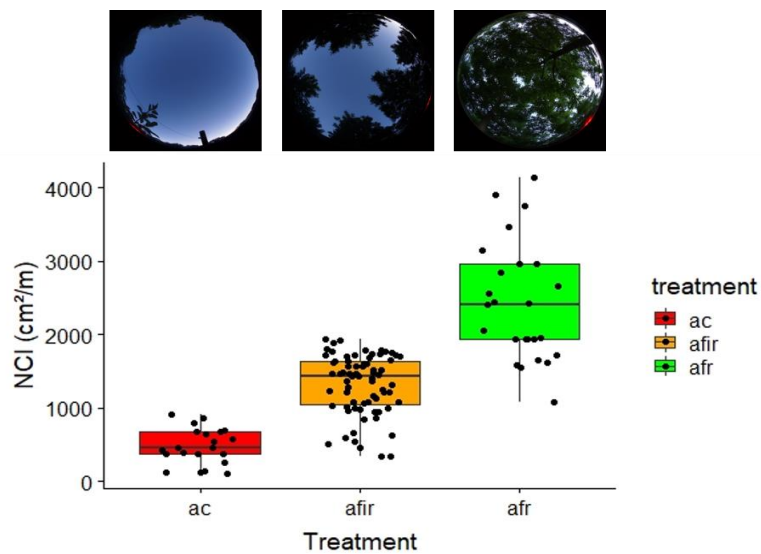 4000
3000
2000
1000
0
NCI (cm²/m)
ac
afir
afr
Treatment
treatment
ac
afir
afr